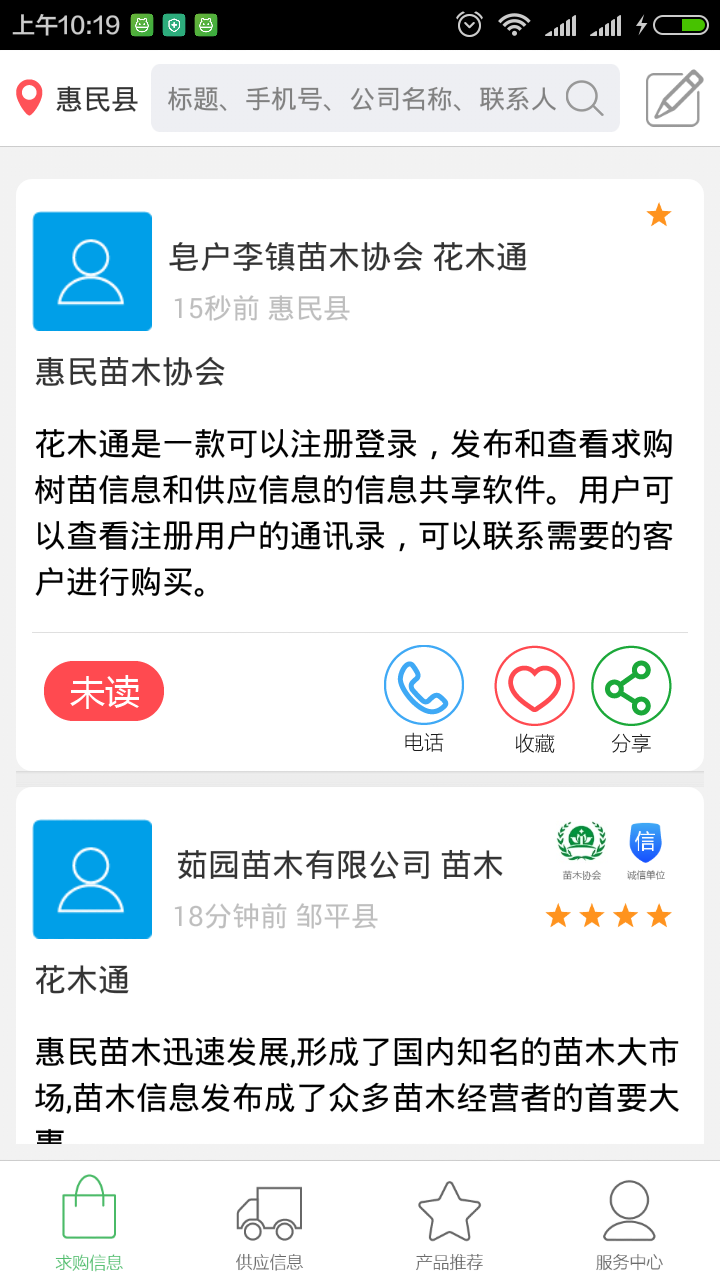 上午10:19
惠民县
标题、手机号、公司名称、联系人
皂户李镇苗木协会 花木通
15秒前 惠民县
惠民苗木协会
花木通是一款可以注册登录，发布和查看求购
树苗信息和供应信息的信息共享软件。用户可
以查看注册用户的通讯录，可以联系需要的客
户进行购买。
未读
电话
收藏
分享
茹园苗木有限公司 苗木
信
苗木协会
诚信单位
18分钟前 邹平县
花木通
惠民苗木迅速发展,形成了国内知名的苗木大市
场,苗木信息发布成了众多苗木经营者的首要大
事
求购信息
供应信息
产品推荐
服务中心